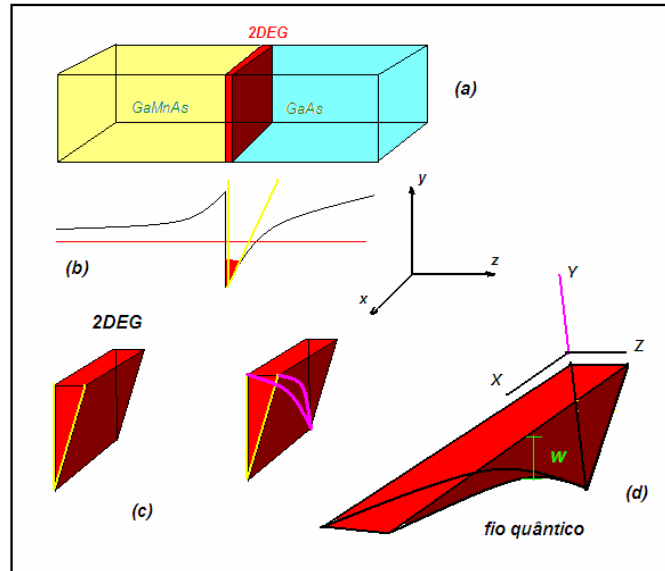 2DEG
GaMnAs
GaAs
(a)
y
z
x
(b)
2DEG
(c)
Y
Z
X
W
(d)
fio quântico